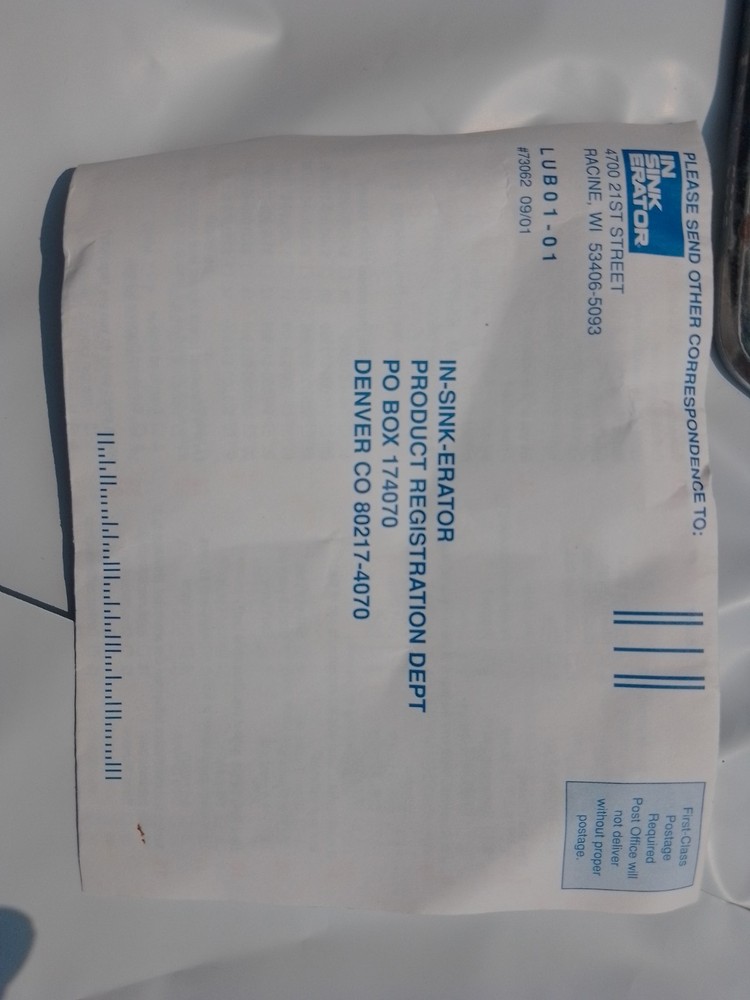 PLEASE SEND OTHER CORRESPONDENCE TO:
IN
SINK
ERATOR
4700 21ST STREET
RACINE, WI 53406-5093
LUB01-01
#73062 09/01
First-Class
Postage
Required
Post Office will
not deliver
without proper
postage.
IN-SINK-ERATOR
PRODUCT REGISTRATION DEPT
PO BOX 174070
DENVER CO 80217-4070